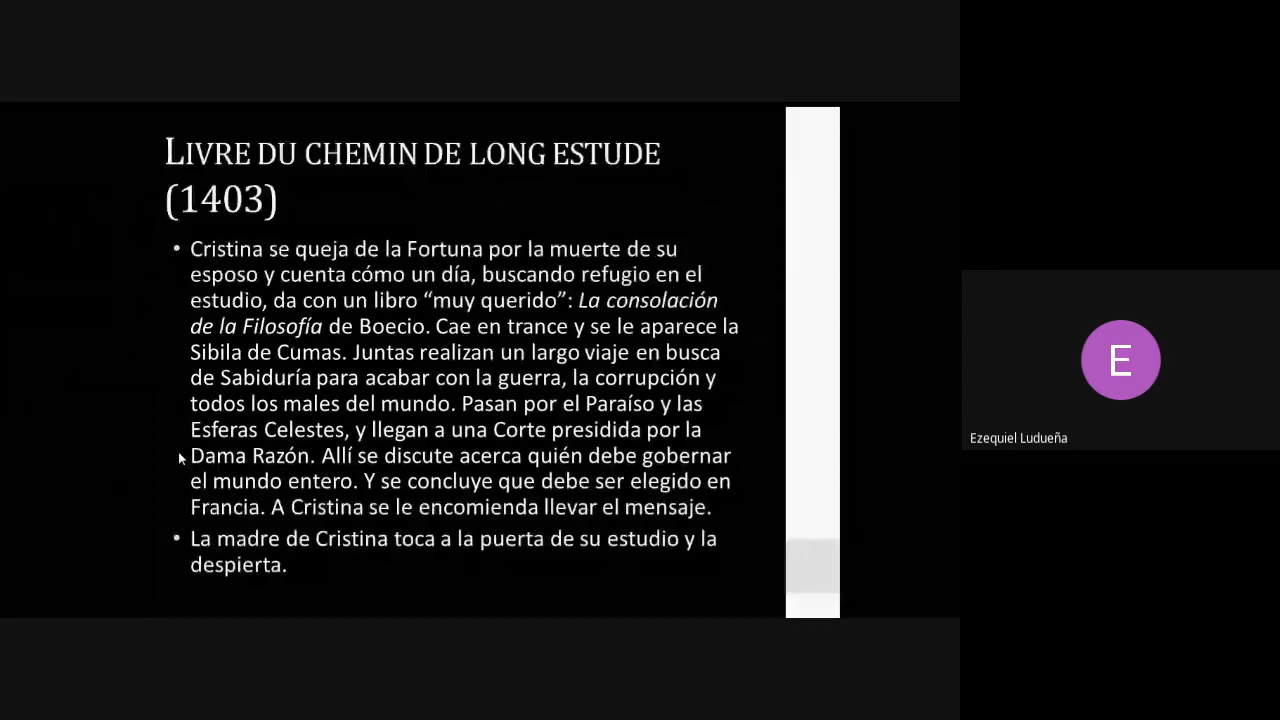 LIVRE DU CHEMIN DE LONG ESTUDE
(1403)
• Cristina se queja de la Fortuna por la muerte de su
esposo y cuenta cómo un día, buscando refugio en el
estudio, da con un libro “muy querido”: La consolación
de la Filosofía de Boecio. Cae en trance y se le aparece la
Sibila de Cumas. Juntas realizan un largo viaje en busca
de Sabiduría para acabar con la guerra, la corrupción y
todos los males del mundo. Pasan por el Paraíso y las
Esferas Celestes, y llegan a una Corte presidida por la
Dama Razón. Allí se discute acerca quién debe gobernar
el mundo entero. Y se concluye que debe ser elegido en
Francia. A Cristina se le encomienda llevar el mensaje.
• La madre de Cristina toca a la puerta de su estudio y la
despierta.
E
Ezequiel Ludueña